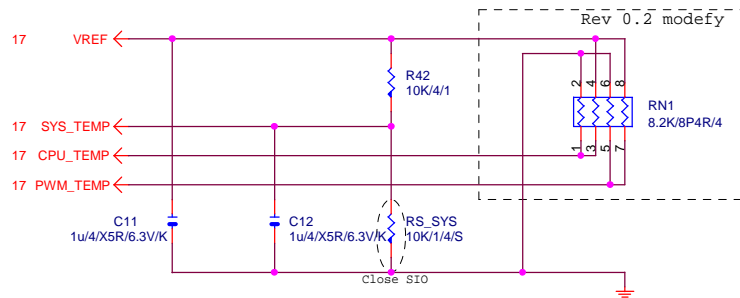 Rev 0.2 modefy
17 VREF
R42
10K/4/1
2 4 6 8
RN1
8.2K/8P4R/4
17 SYS_TEMP
1 3 5 7
17 CPU_TEMP
17 PWM_TEMP
C11
1u/4/X5R/6.3V/K
C12
1u/4/X5R/6.3V/K
RS_SYS
10K/1/4/S
Close SIO